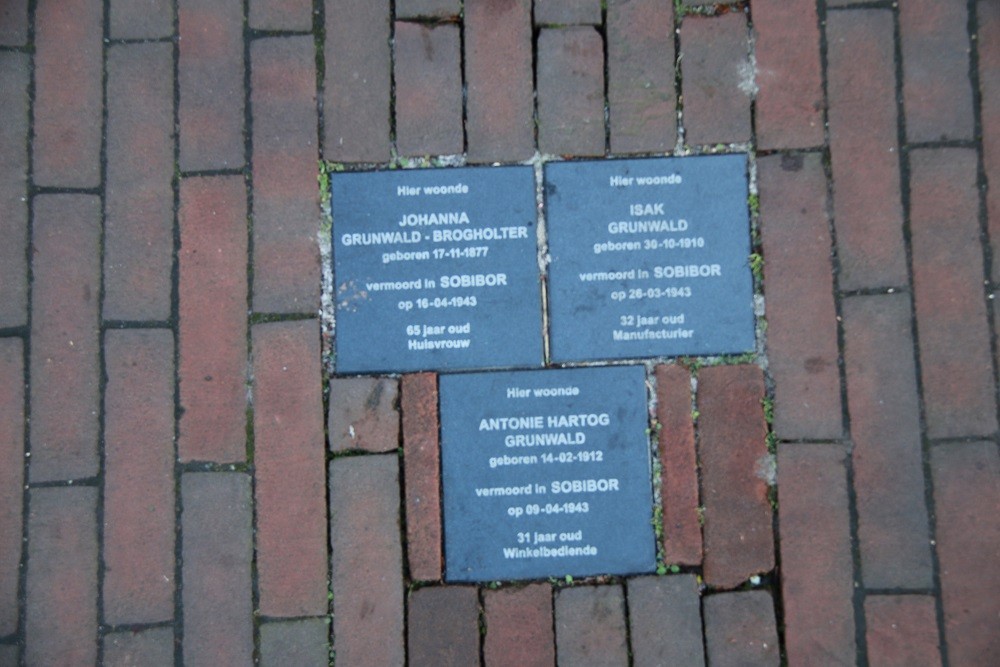 Hier woonde
JOHANNA
GRUNWALD - BROGHOLTER
geboren 17-11-1877
vermoord in SOBIBOR
op 16-04-1943
65 jaar oud
Huisvrouw
Hier woonde
ISAK
GRUNWALD
geboren 30-10-1910
vermoord in SOBIBOR
op 26-03-1943
32 jaar oud
Manufacturier
Hier woonde
ANTONIE HARTOG
GRUNWALD
geboren 14-02-1912
vermoord in SOBIBOR
op 09-04-1943
31 jaar oud
Winkelbediende